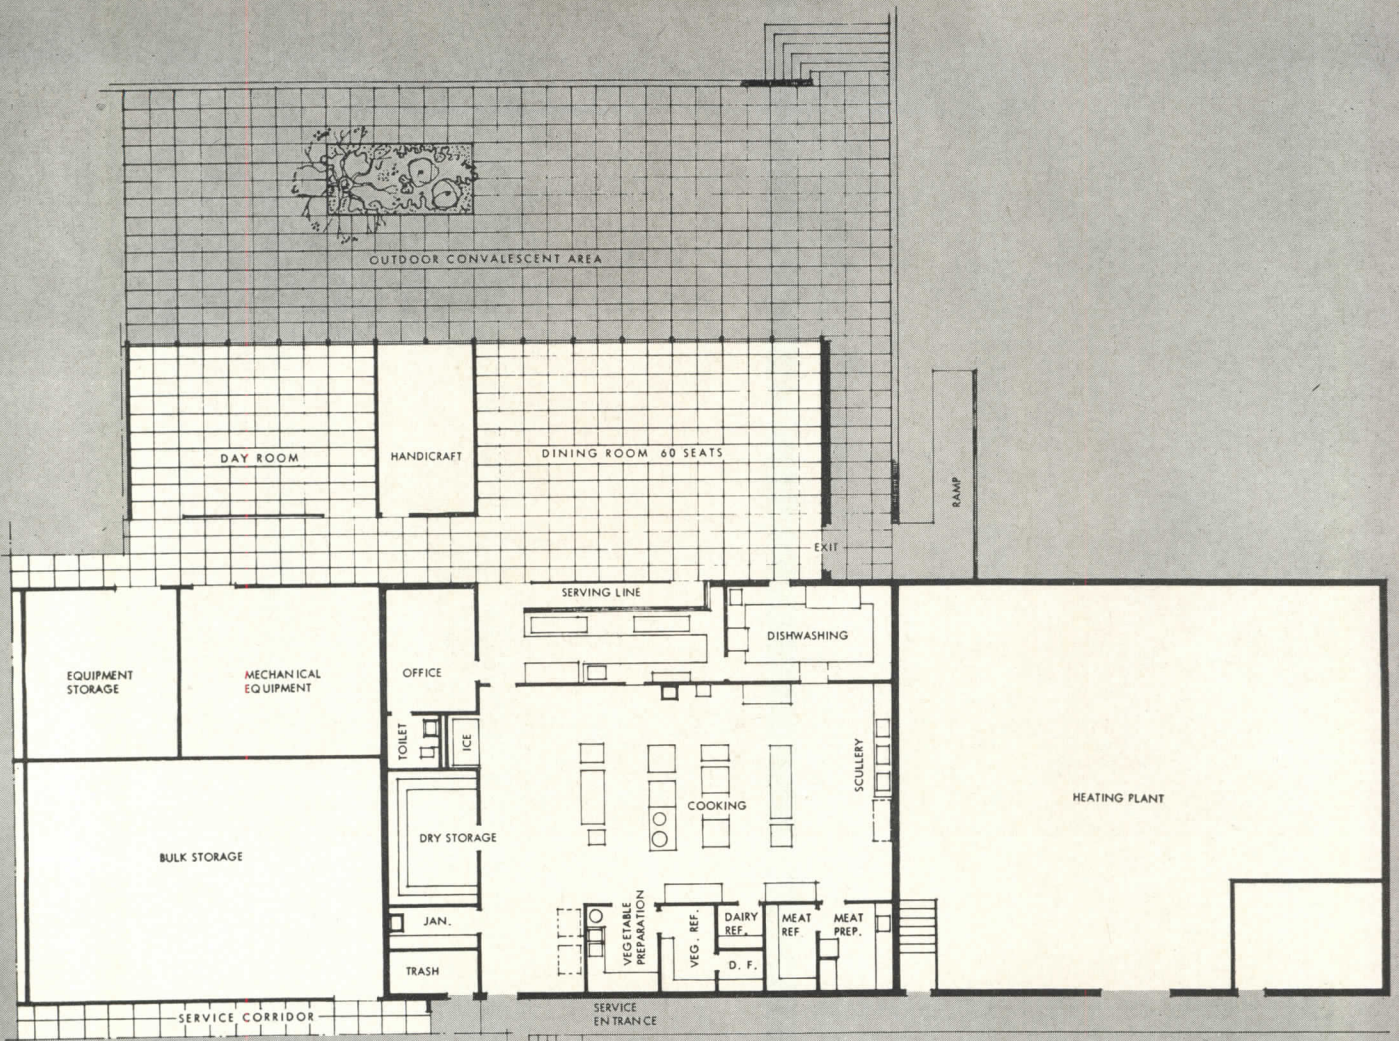 OUTDOOR CONVALESCENT AREA
DAY ROOM
HANDICRAFT
DINING ROOM 60 SEATS
RAMP
EXIT
SERVING LINE
DISHWASHING
EQUIPMENT
STORAGE
MECHANICAL
EQUIPMENT
OFFICE
TOILET
ICE
SCULLERY
COOKING
HEATING PLANT
DRY STORAGE
BULK STORAGE
JAN.
VEGETABLE
PREPARATION
VEG. REF.
DAIRY
REF.
MEAT
REF.
MEAT
PREP.
D. F.
TRASH
SERVICE CORRIDOR
SERVICE
ENTRANCE